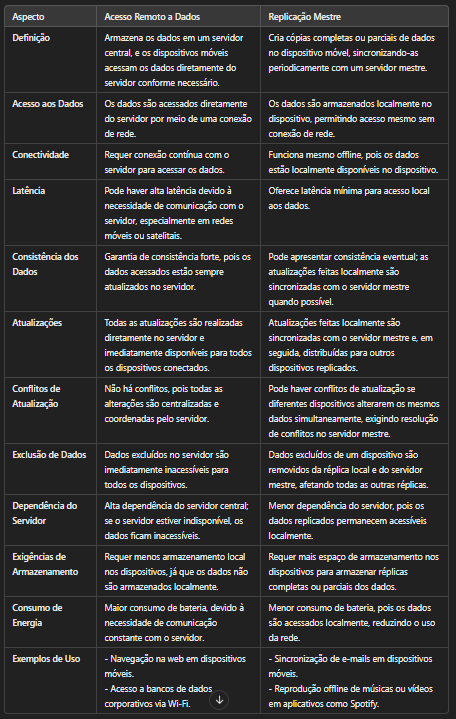 Aspecto Acesso Remoto a Dados Replicação Mestre
Definição Armazena os dados em um servidor Cria cópias completas ou parciais de dados
central, e os dispositivos móveis no dispositivo móvel, sincronizando-as
acessam os dados diretamente do periodicamente com um servidor mestre.
servidor conforme necessário.
Acesso aos Dados Os dados são acessados diretamente Os dados são armazenados localmente no
do servidor por meio de uma conexão dispositivo, permitindo acesso mesmo sem
de rede. conexão de rede.
Conectividade Requer conexão contínua com o Funciona mesmo offline, pois os dados
servidor para acessar os dados. estão localmente disponíveis no dispositivo.
Latência Pode haver alta latência devido à Oferece latência mínima para acesso local
necessidade de comunicação com o aos dados.
servidor, especialmente em redes
móveis ou satelitais.
Consistência dos Garantia de consistência forte, pois os Pode apresentar consistência eventual; as
Dados dados acessados estão sempre atualizações feitas localmente são
atualizados no servidor. sincronizadas com o servidor mestre
quando possível.
Atualizações Todas as atualizações são realizadas Atualizações feitas localmente são
diretamente no servidor e sincronizadas com o servidor mestre e, em
imediatamente disponíveis para todos seguida, distribuídas para outros
os dispositivos conectados. dispositivos replicados.
Conflitos de Não há conflitos, pois todas as Pode haver conflitos de atualização se
Atualização alterações são centralizadas e diferentes dispositivos alterarem os mesmos
coordenadas pelo servidor. dados simultaneamente, exigindo resolução
de conflitos no servidor mestre.
Exclusão de Dados Dados excluídos no servidor são Dados excluídos de um dispositivo são
imediatamente inacessíveis para removidos da réplica local e do servidor
todos os dispositivos. mestre, afetando todas as outras réplicas.
Dependência do Alta dependência do servidor central; Menor dependência do servidor, pois os
Servidor se o servidor estiver indisponível, os dados replicados permanecem acessíveis
dados ficam inacessíveis. localmente.
Exigências de Requer menos armazenamento local Requer mais espaço de armazenamento nos
Armazenamento nos dispositivos, já que os dados não dispositivos para armazenar réplicas
são armazenados localmente. completas ou parciais dos dados.
Consumo de Maior consumo de bateria, devido à Menor consumo de bateria, pois os dados
Energia necessidade de comunicação são acessados localmente, reduzindo o uso
constante com o servidor. da rede.
Exemplos de Uso - Navegação na web em dispositivos - Sincronização de e-mails em dispositivos
móveis. móveis.
- Acesso a bancos de dados - Reprodução offline de músicas ou vídeos
corporativos via Wi-Fi. em aplicativos como Spotify.